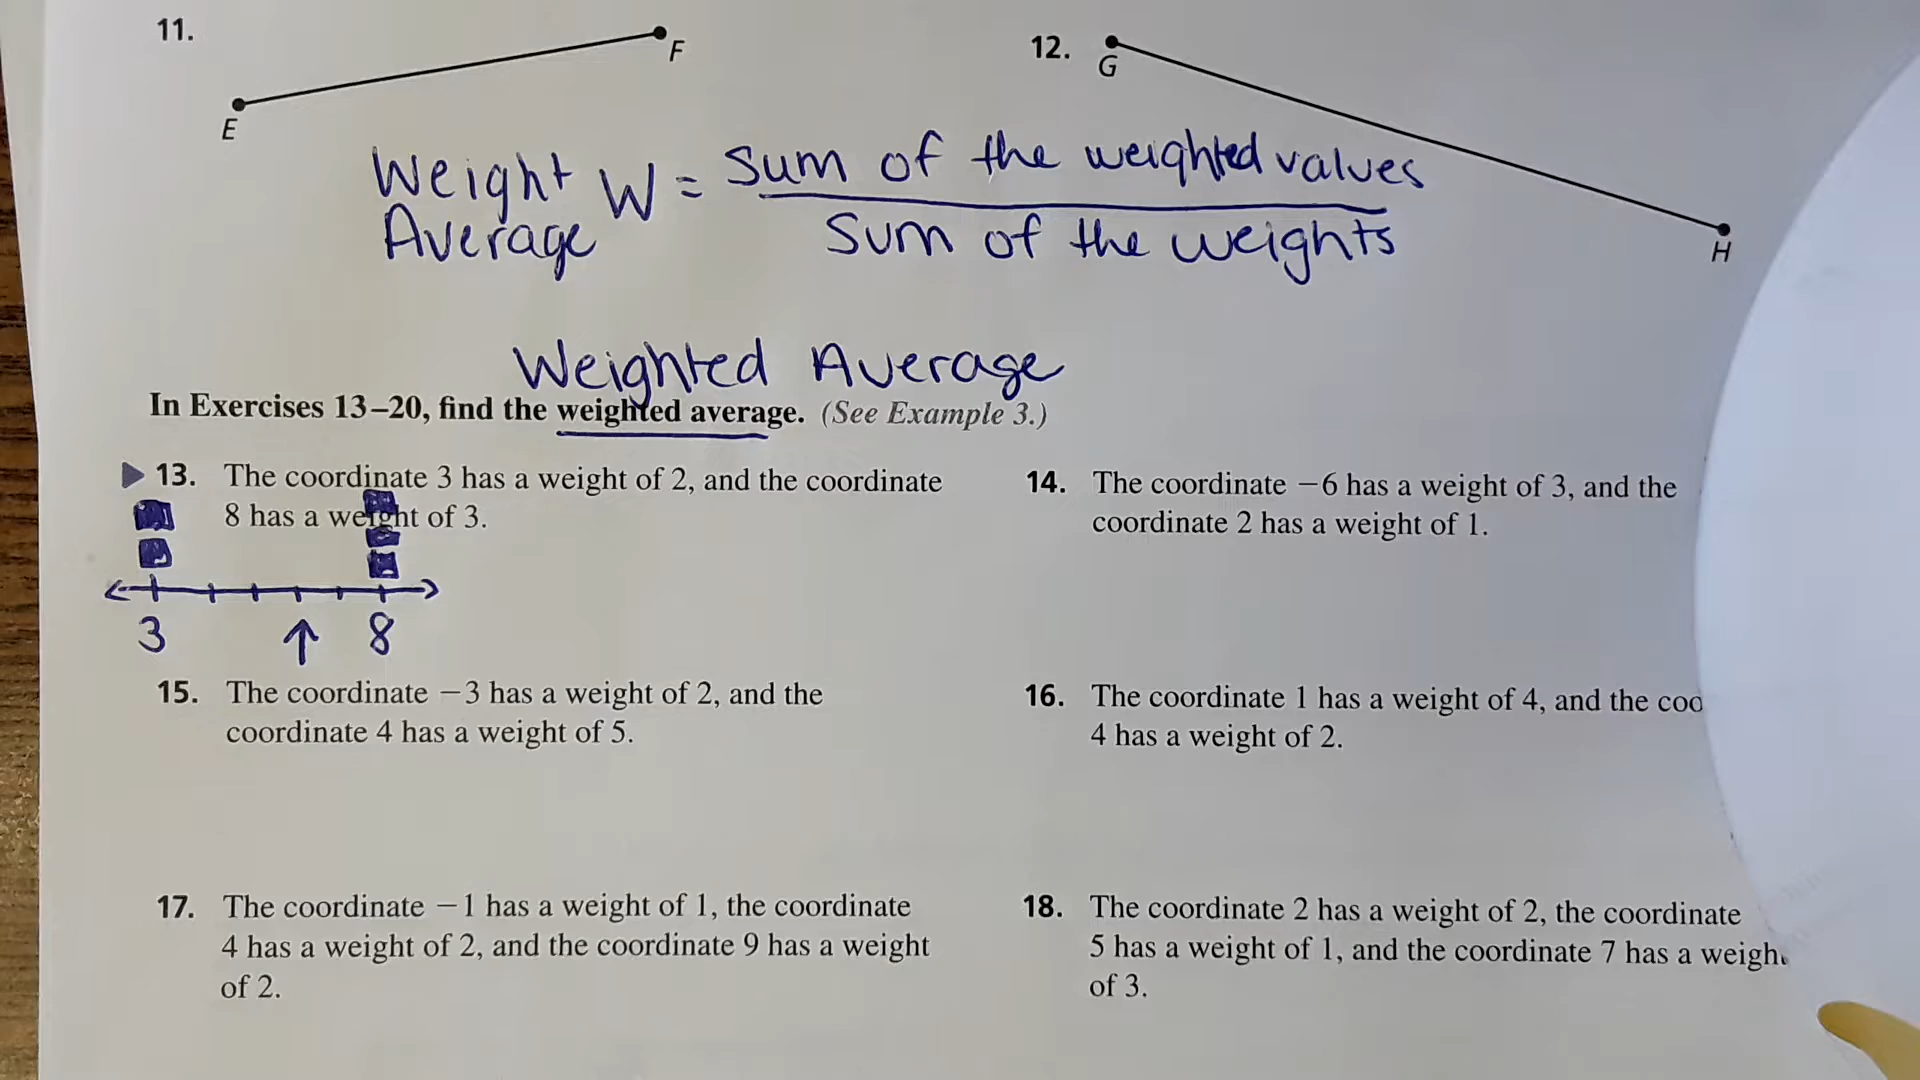 11.
F
E
12.
G
H
Weight Average W = sum of the weighted values
Sum of the weights
Weighted Average
In Exercises 13–20, find the weighted average. (See Example 3.)
13. The coordinate 3 has a weight of 2, and the coordinate
8 has a weight of 3.
3 8
14. The coordinate −6 has a weight of 3, and the
coordinate 2 has a weight of 1.
15. The coordinate −3 has a weight of 2, and the
coordinate 4 has a weight of 5.
16. The coordinate 1 has a weight of 4, and the coo
4 has a weight of 2.
17. The coordinate −1 has a weight of 1, the coordinate
4 has a weight of 2, and the coordinate 9 has a weight
of 2.
18. The coordinate 2 has a weight of 2, the coordinate
5 has a weight of 1, and the coordinate 7 has a weigh
of 3.